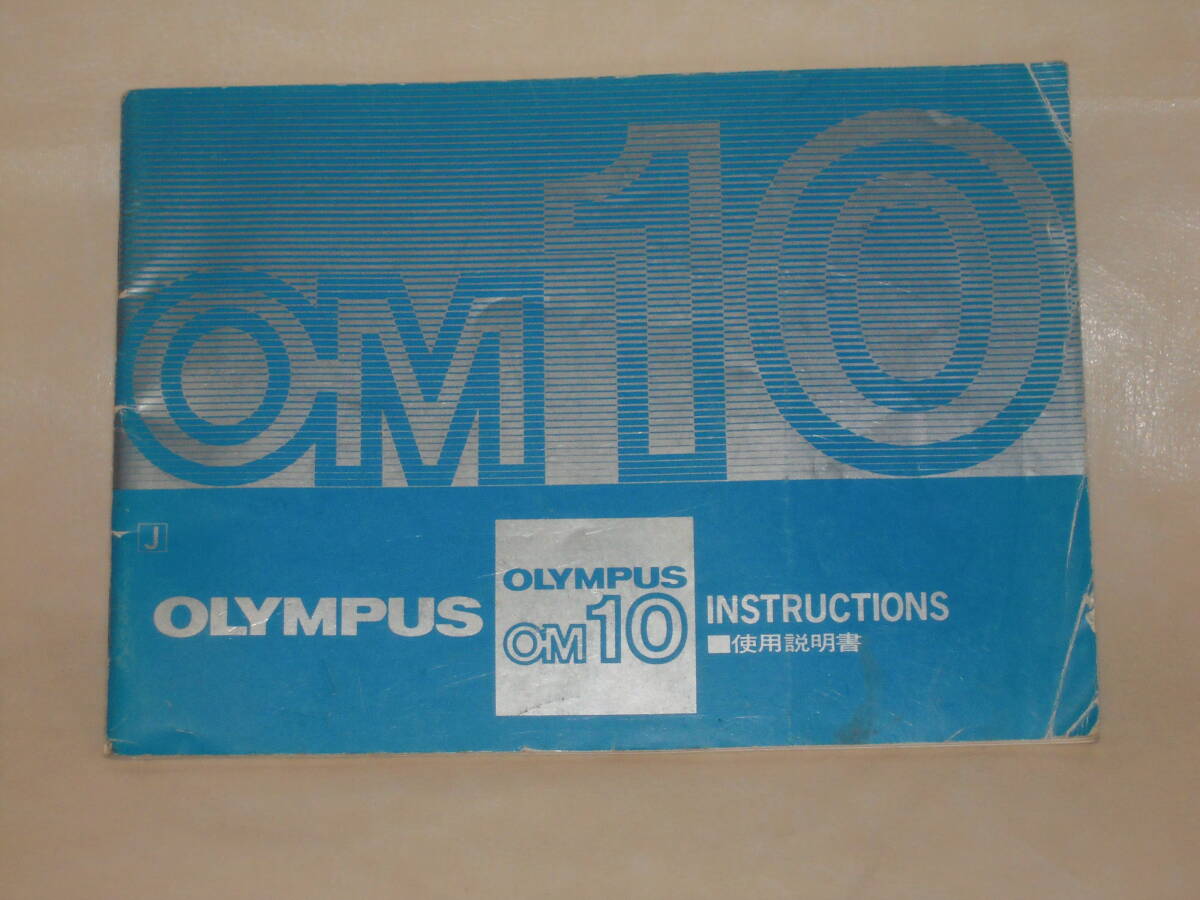 OM10
J
OLYMPUS
OLYMPUS
OM10
INSTRUCTIONS
■使用説明書